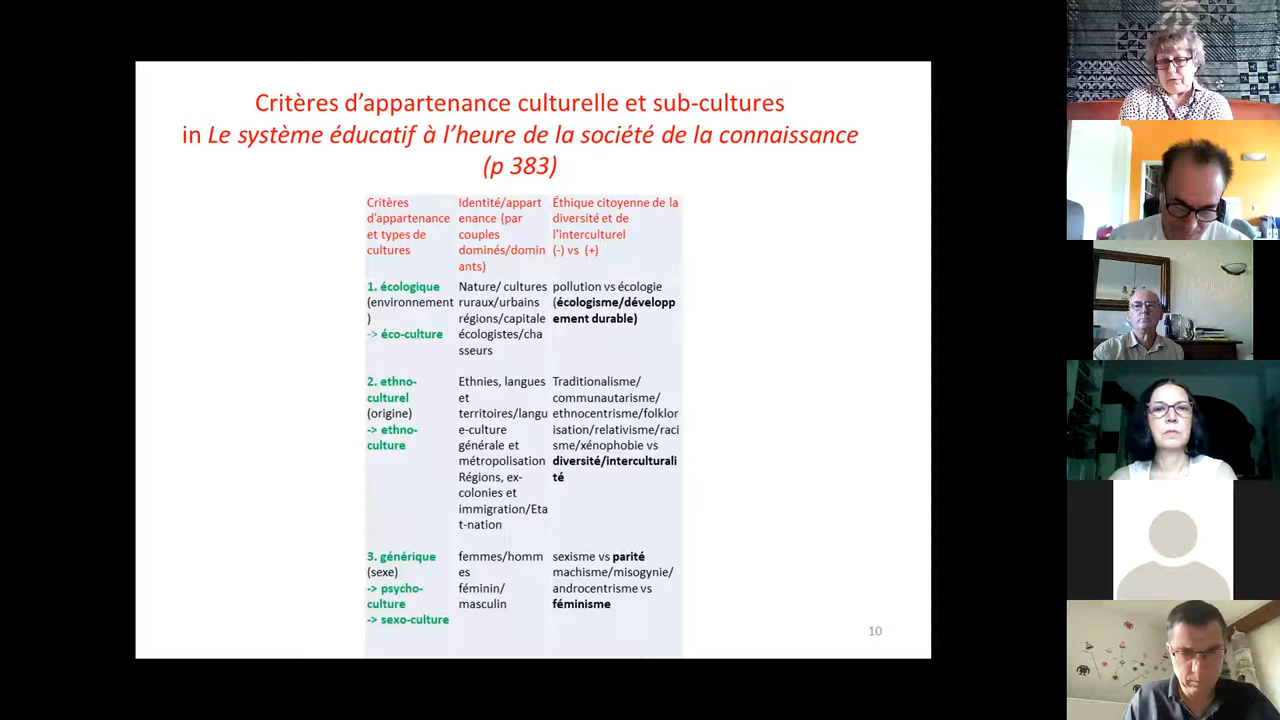 Critères d'appartenance culturelle et sub-cultures
in Le système éducatif à l'heure de la société de la connaissance
(p 383)
Critères
d'appartenance
et types de
cultures
Identité/appart
enance (par
couples
dominés/domin
ants)
Éthique citoyenne de la
diversité et de
l'interculturel
(-) vs (+)
1. écologique
(environnement
)
-> éco-culture
Nature/ cultures
ruraux/urbains
régions/capitale
écologistes/cha
sseurs
pollution vs écologie
(écologisme/développ
ement durable)
2. ethno-
culturel
(origine)
-> ethno-
culture
Ethnies, langues
et
territoires/langu
e-culture
générale et
métropolisation
Régions, ex-
colonies et
immigration/Eta
t-nation
Traditionalisme/
communautarisme/
ethnocentrisme/folklor
isation/relativisme/raci
sme/xénophobie vs
diversité/interculturali
té
3. générique
(sexe)
-> psycho-
culture
-> sexo-culture
femmes/homm
es
féminin/
masculin
sexisme vs parité
machisme/misogynie/
androcentrisme vs
féminisme
10